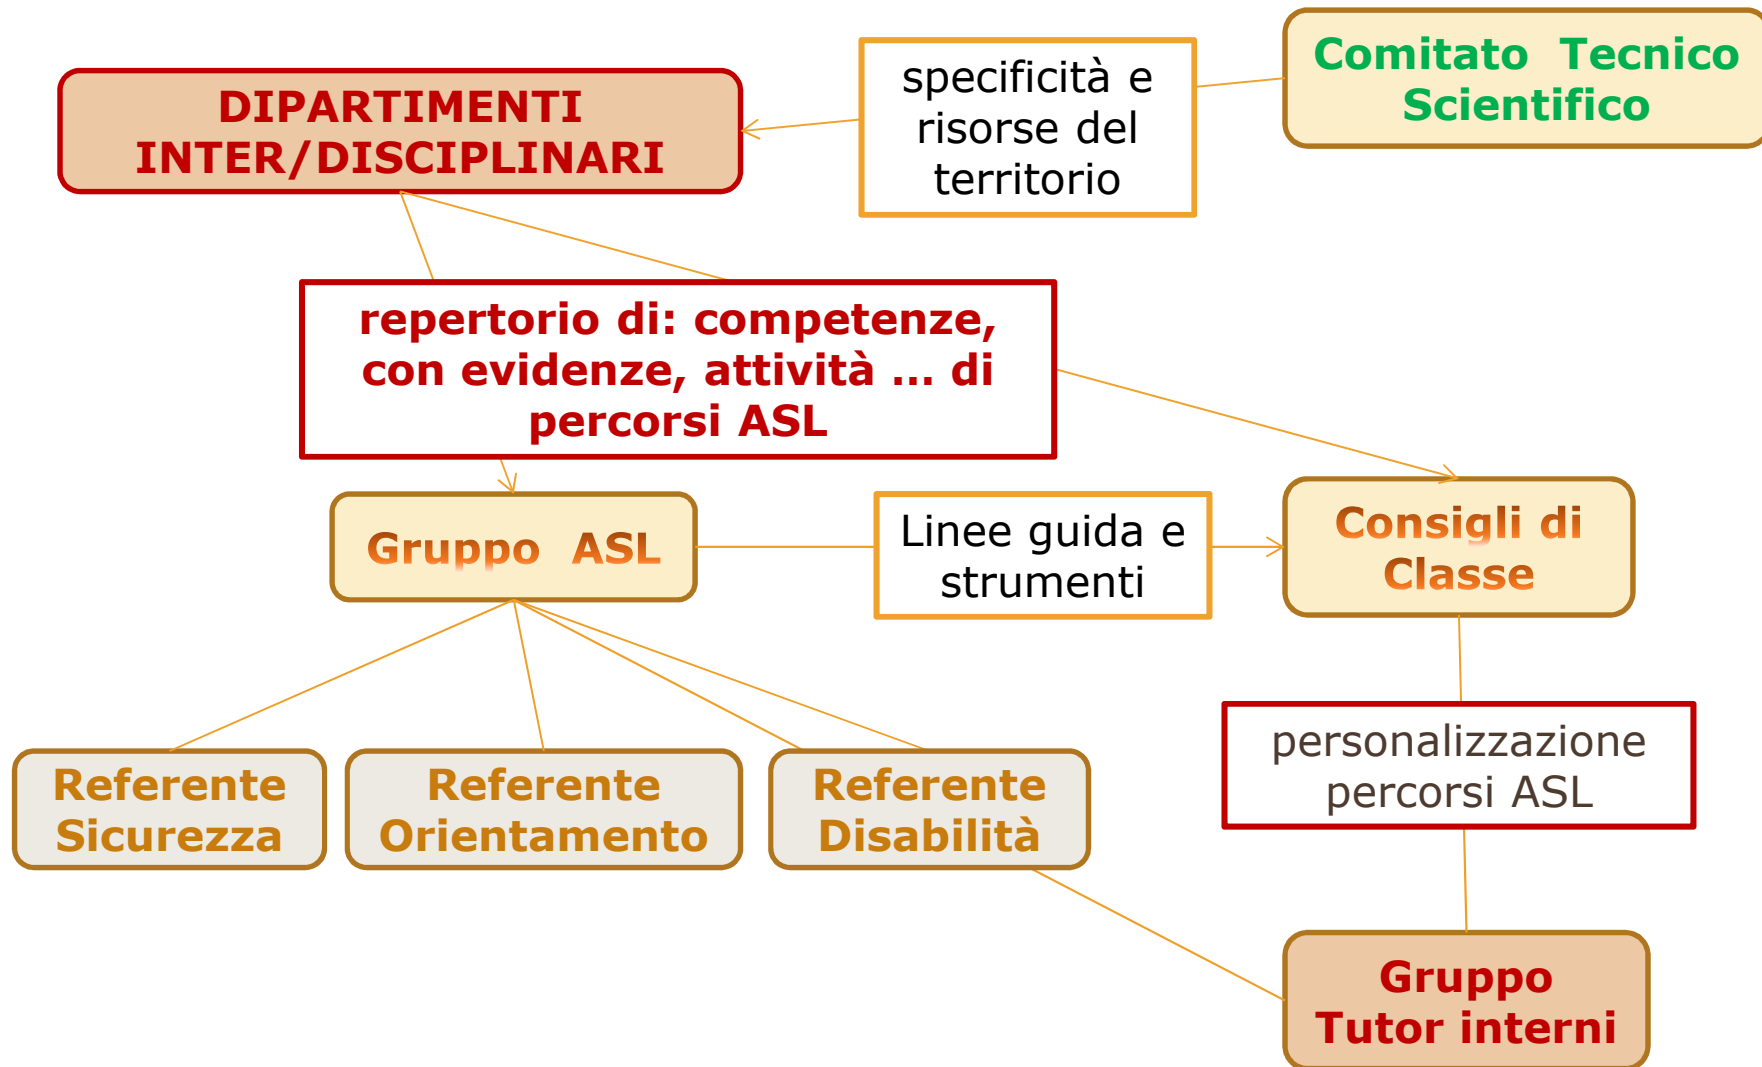 Comitato Tecnico
Scientifico
specificità e
risorse del
territorio
DIPARTIMENTI
INTER/DISCIPLINARI
repertorio di: competenze,
con evidenze, attività ... di
percorsi ASL
Gruppo ASL
Linee guida e
strumenti
Consigli di
Classe
Referente
Sicurezza
Referente
Orientamento
Referente
Disabilità
personalizzazione
percorsi ASL
Gruppo
Tutor interni